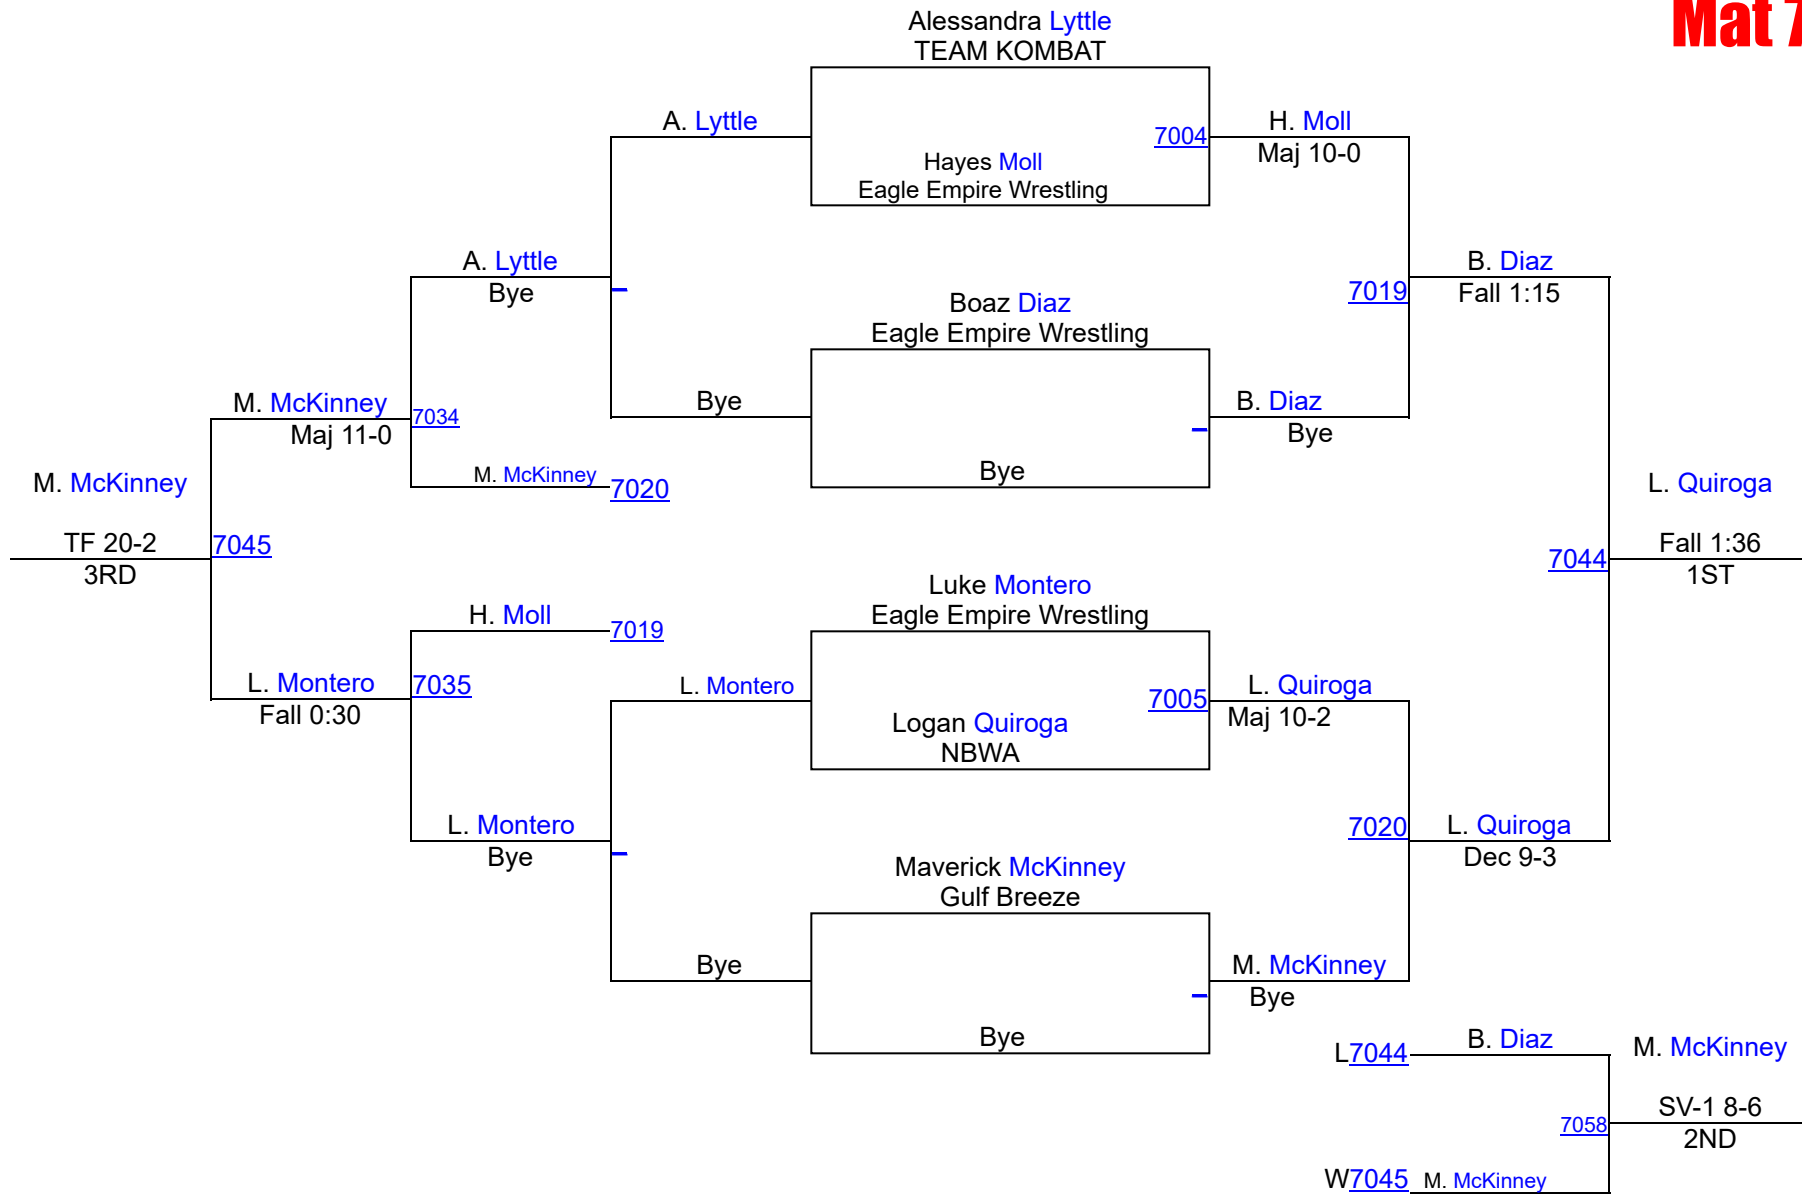 Mat 7
Alessandra Lyttle
TEAM KOMBAT
A. Lyttle
7004
H. Moll
Maj 10-0
Hayes Moll
Eagle Empire Wrestling
A. Lyttle
Bye
B. Diaz
Fall 1:15
7019
Boaz Diaz
Eagle Empire Wrestling
M. McKinney
Maj 11-0
7034
Bye
B. Diaz
Bye
M. McKinney
7020
Bye
M. McKinney
TF 20-2
3RD
7045
L. Quiroga
Fall 1:36
1ST
7044
Luke Montero
Eagle Empire Wrestling
H. Moll
7019
L. Montero
Fall 0:30
7035
L. Montero
7005
L. Quiroga
Maj 10-2
Logan Quiroga
NBWA
L. Montero
Bye
7020
L. Quiroga
Dec 9-3
Maverick McKinney
Gulf Breeze
Bye
M. McKinney
Bye
Bye
L7044
B. Diaz
M. McKinney
SV-1 8-6
2ND
7058
W7045
M. McKinney